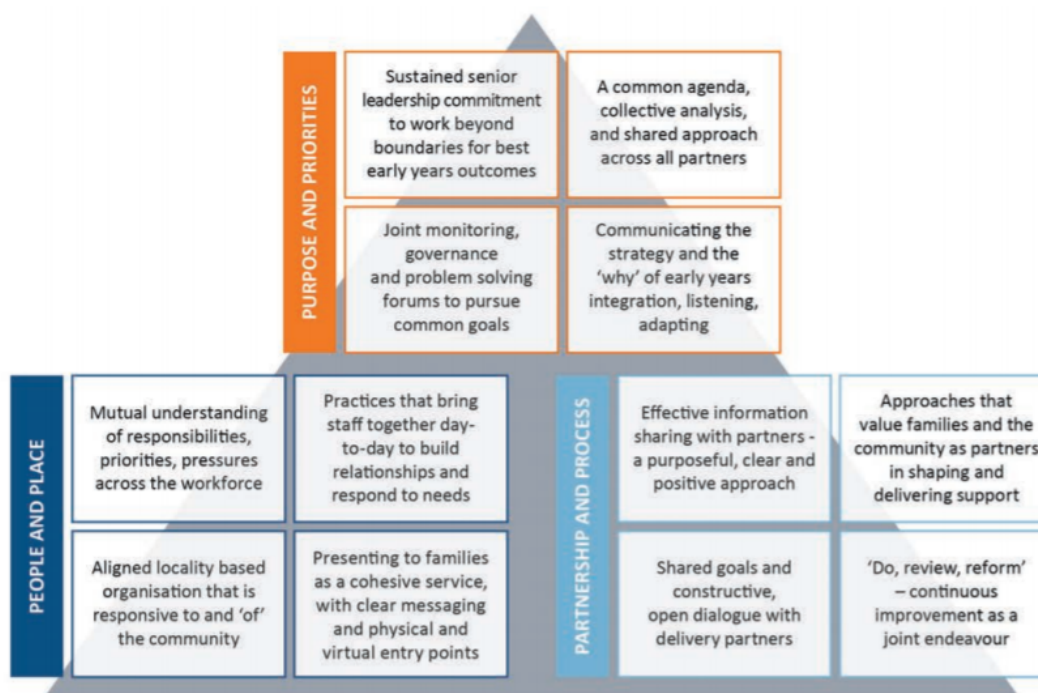 PURPOSE AND PRIORITIES
Sustained senior
leadership commitment
to work beyond
boundaries for best
early years outcomes
A common agenda,
collective analysis,
and shared approach
across all partners
Joint monitoring,
governance
and problem solving
forums to pursue
common goals
Communicating the
strategy and the
‘why’ of early years
integration, listening,
adapting
PEOPLE AND PLACE
Mutual understanding
of responsibilities,
priorities, pressures
across the workforce
Practices that bring
staff together day-
to-day to build
relationships and
respond to needs
Aligned locality based
organisation that is
responsive to and ‘of’
the community
Presenting to families
as a cohesive service,
with clear messaging
and physical and
virtual entry points
PARTNERSHIP AND PROCESS
Effective information
sharing with partners -
a purposeful, clear and
positive approach
Approaches that
value families and the
community as partners
in shaping and
delivering support
Shared goals and
constructive,
open dialogue with
delivery partners
‘Do, review, reform’
– continuous
improvement as a
joint endeavour